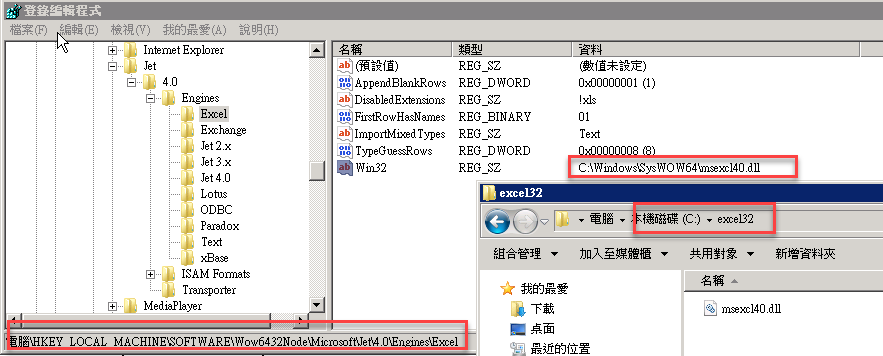 登錄編輯程式
檔案(F) 編輯(E) 檢視(V) 我的最愛(A) 說明(H)
Internet Explorer
Jet
4.0
Engines
Excel
Exchange
Jet 2.x
Jet 3.x
Jet 4.0
Lotus
ODBC
Paradox
Text
xBase
ISAM Formats
Transporter
MediaPlayer
名稱 類型 資料
(預設值) REG_SZ (數值未設定)
AppendBlankRows REG_DWORD 0x00000001 (1)
DisabledExtensions REG_SZ !xls
FirstRowHasNames REG_BINARY 01
ImportMixedTypes REG_SZ Text
TypeGuessRows REG_DWORD 0x00000008 (8)
Win32 REG_SZ C:\Windows\SysWOW64\msexcl40.dll
電腦\HKEY_LOCAL_MACHINE\SOFTWARE\Wow6432Node\Microsoft\Jet\4.0\Engines\Excel
excel32
電腦 本機磁碟 (C:) excel32
組合管理 加入至媒體櫃 共用對象 新增資料夾
我的最愛
下載
桌面
最近的位置
名稱
msexcl40.dll